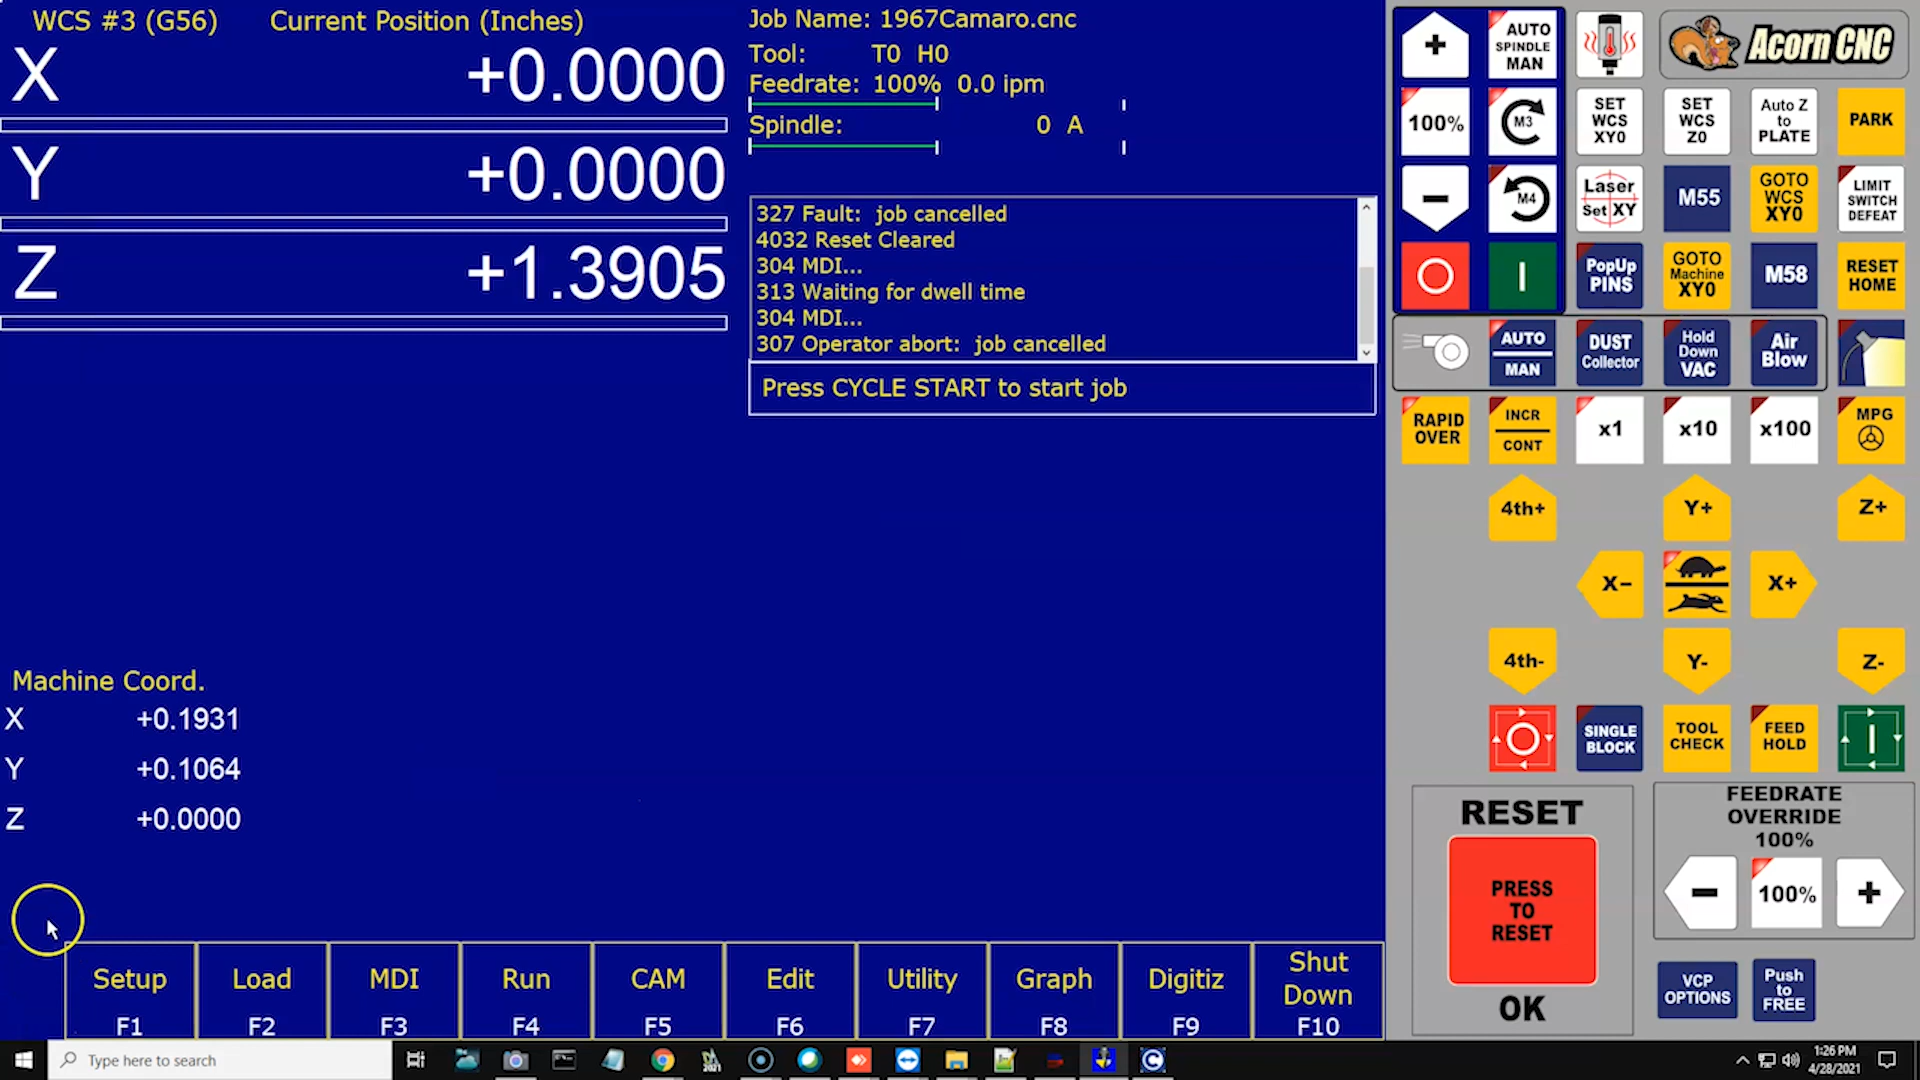 WCS #3 (G56)
Current Position (Inches)
X +0.0000
Y +0.0000
Z +1.3905
Job Name: 1967Camaro.cnc
Tool: T0 H0
Feedrate: 100% 0.0 ipm
Spindle: 0 A
327 Fault: job cancelled
4032 Reset Cleared
304 MDI...
313 Waiting for dwell time
304 MDI...
307 Operator abort: job cancelled
Press CYCLE START to start job
Machine Coord.
X +0.1931
Y +0.1064
Z +0.0000
Setup
F1
Load
F2
MDI
F3
Run
F4
CAM
F5
Edit
F6
Utility
F7
Graph
F8
Digitiz
F9
Shut
Down
F10
+
AUTO
SPINDLE
MAN
Acorn CNC
100%
M3
SET
WCS
XY0
SET
WCS
Z0
Auto Z
to
PLATE
PARK
-
M4
Laser
Set XY
M55
GOTO
WCS
XY0
LIMIT
SWITCH
DEFEAT
PopUp
PINS
GOTO
Machine
XY0
M58
RESET
HOME
AUTO
MAN
DUST
Collector
Hold
Down
VAC
Air
Blow
RAPID
OVER
INCR
CONT
x1
x10
x100
MPG
4th+
Y+
Z+
X-
X+
4th-
Y-
Z-
SINGLE
BLOCK
TOOL
CHECK
FEED
HOLD
RESET
PRESS
TO
RESET
OK
FEEDRATE
OVERRIDE
100%
-
100%
+
VCP
OPTIONS
Push
to
FREE
Type here to search
1:26 PM
4/28/2021